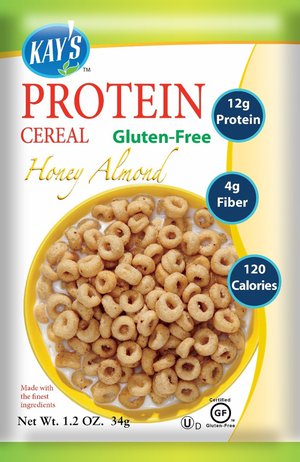 KAY'S
TM
PROTEIN
CEREAL Gluten-Free
Honey Almond
12g
Protein
4g
Fiber
120
Calories
Made with
the finest
ingredients
Net Wt. 1.2 OZ. 34g
U D
Certified
GF
Gluten-Free